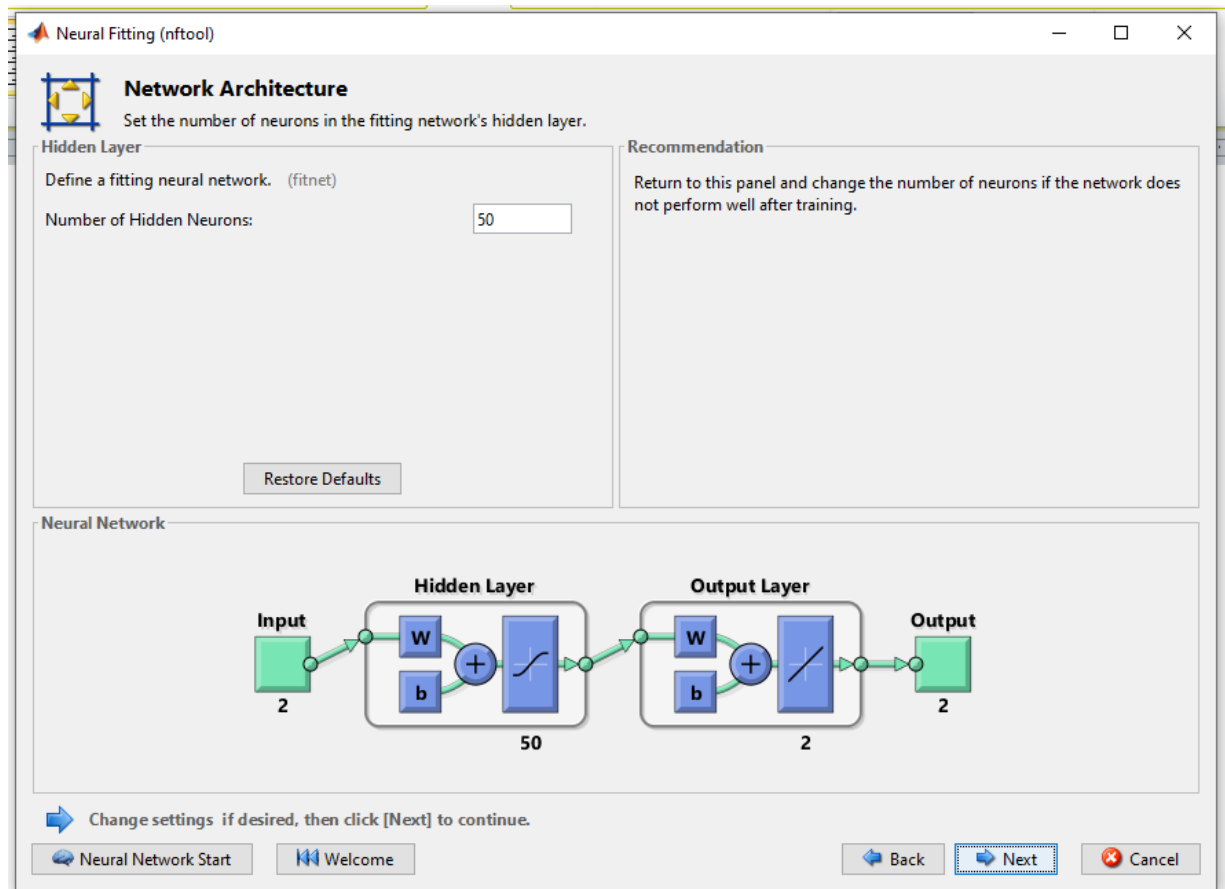 Neural Fitting (nftool)
Network Architecture
Set the number of neurons in the fitting network's hidden layer.
Hidden Layer
Define a fitting neural network. (fitnet)
Number of Hidden Neurons:
50
Restore Defaults
Recommendation
Return to this panel and change the number of neurons if the network does
not perform well after training.
Neural Network
Hidden Layer
Output Layer
Input
Output
W
b
+
W
b
+
2
50
2
2
Change settings if desired, then click [Next] to continue.
Neural Network Start
Welcome
Back
Next
Cancel